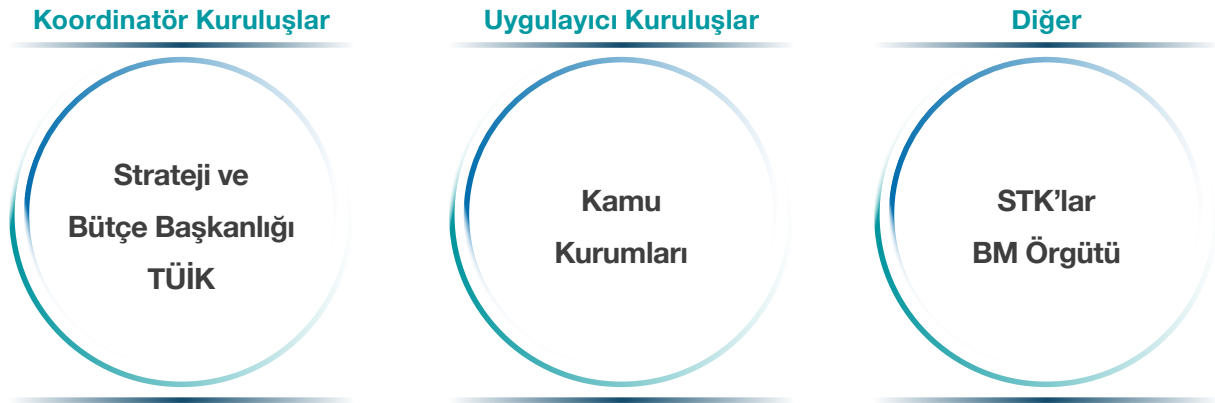 Koordinatör Kuruluşlar
Strateji ve
Bütçe Başkanlığı
TÜİK
Uygulayıcı Kuruluşlar
Kamu
Kurumları
Diğer
STK’lar
BM Örgütü